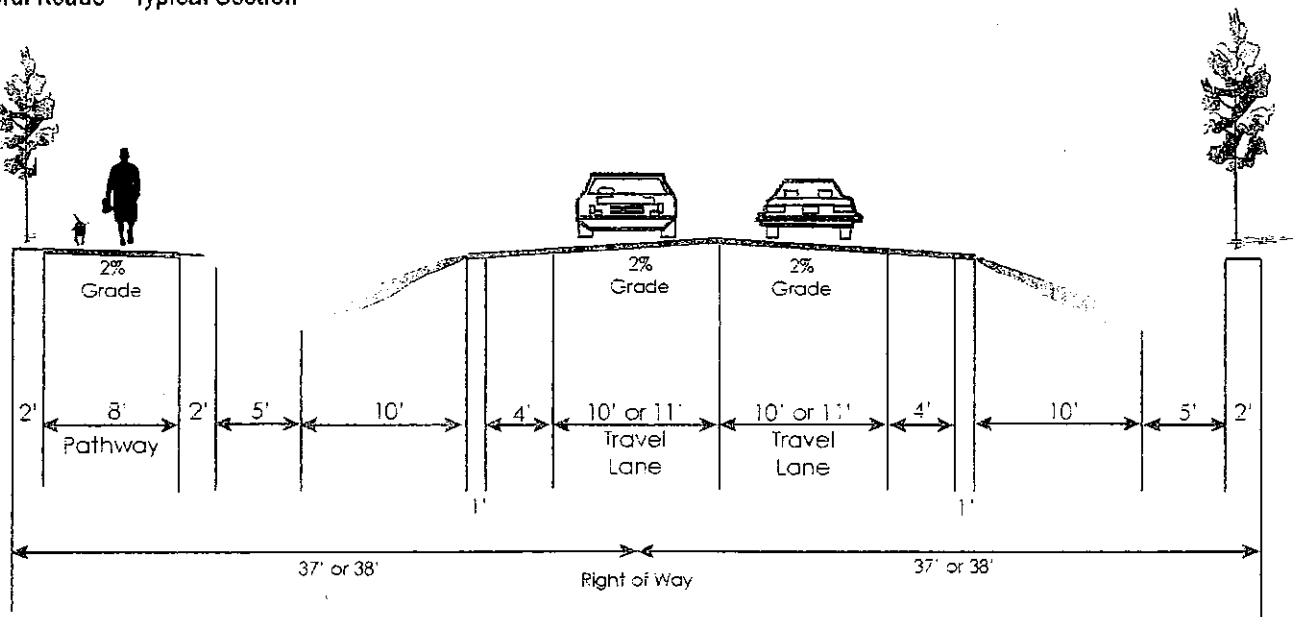 Typical Section
2%
Grade
2%
Grade
2%
Grade
2'
8'
2'
5'
10'
4'
10' or 11'
10' or 11'
4'
10'
5'
2'
Pathway
Travel
Lane
Travel
Lane
1'
1'
37' or 38'
Right of Way
37' or 38'